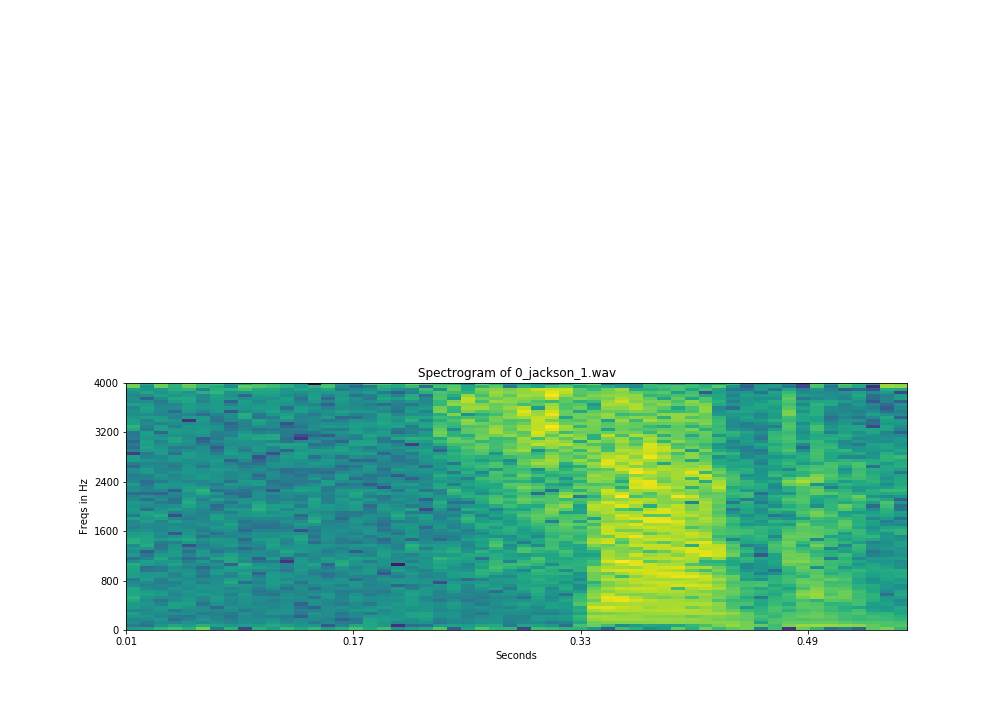 Spectrogram of 0_jackson_1.wav
4000
3200
2400
1600
800
0
Freqs in Hz
0.01 0.17 0.33 0.49
Seconds